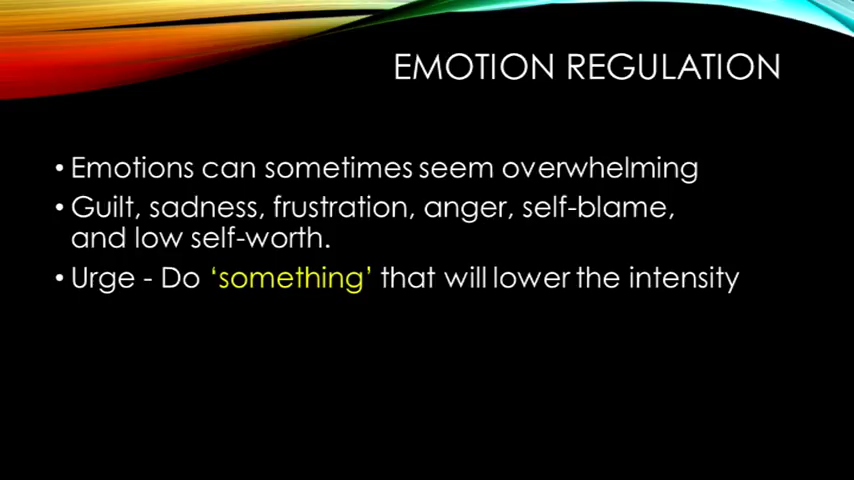 EMOTION REGULATION
• Emotions can sometimes seem overwhelming
• Guilt, sadness, frustration, anger, self-blame,
and low self-worth.
• Urge - Do ‘something’ that will lower the intensity